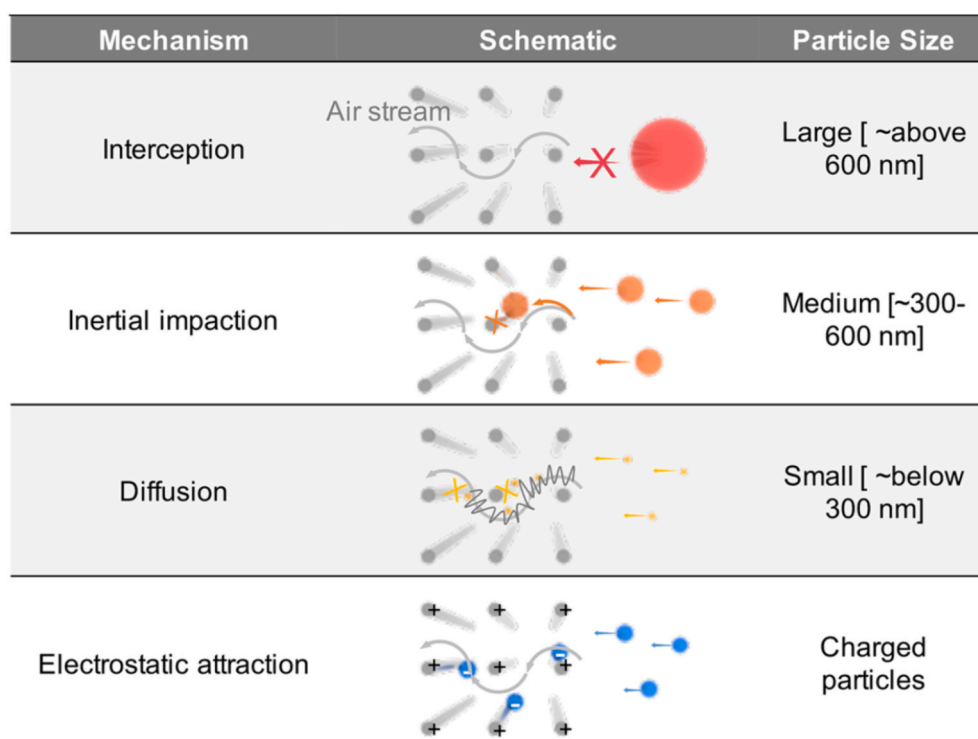 Mechanism Schematic Particle Size
Air stream
Interception
Large [ ~above
600 nm]
Inertial impaction
Medium [~300-
600 nm]
Diffusion
Small [ ~below
300 nm]
+ + +
-
+ - + +
-
+ + +
Electrostatic attraction
Charged
particles